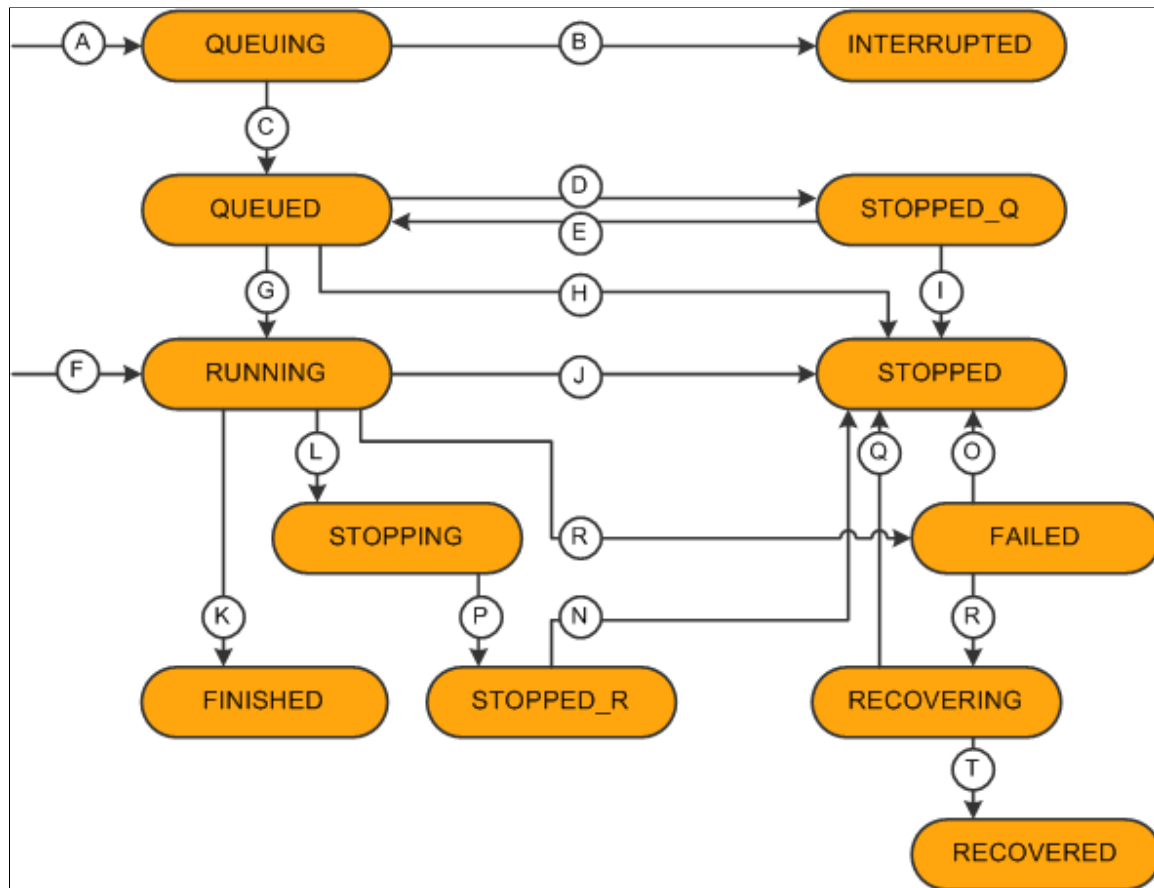 A
QUEUING
B
INTERRUPTED
C
QUEUED
D
E
STOPPED_Q
G
H
I
F
RUNNING
J
STOPPED
L
Q
O
STOPPING
R
FAILED
K
P
N
R
FINISHED
STOPPED_R
RECOVERING
T
RECOVERED